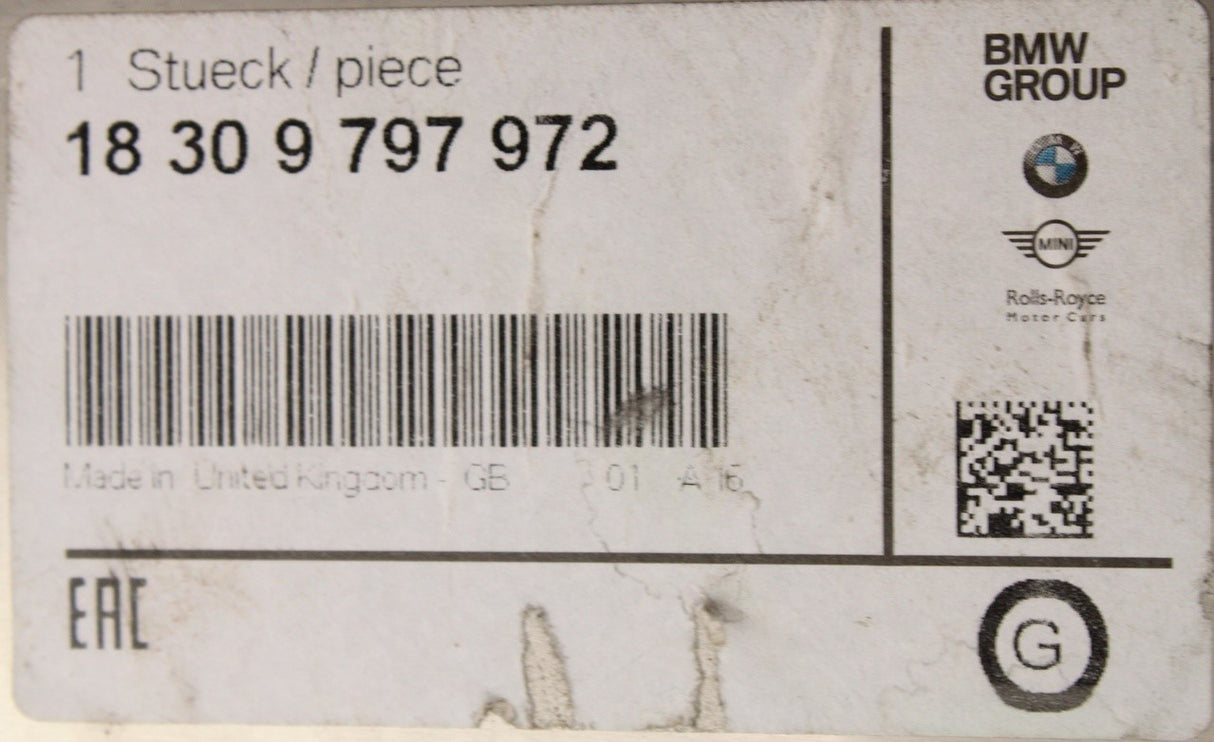 1 Stueck / piece
18 30 9 797 972
Made in United Kingdom - GB 01 A 16
EAC
BMW
GROUP
MINI
Rolls-Royce
Motor Cars
G